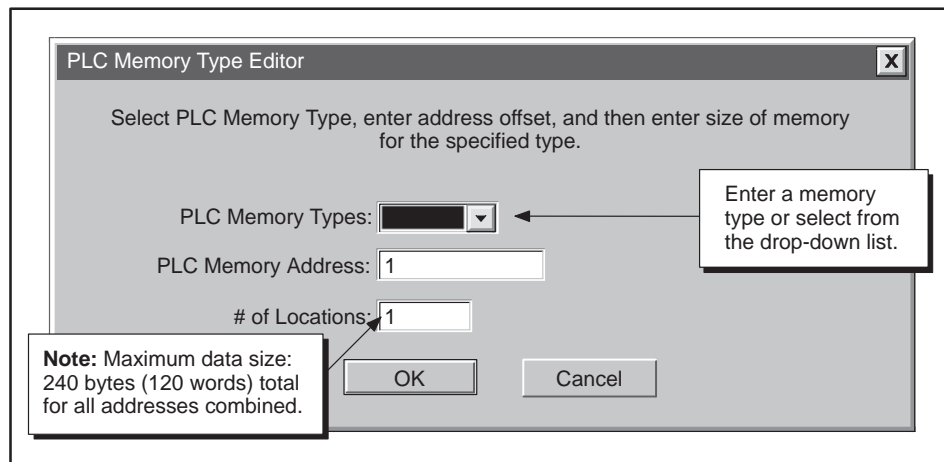 PLC Memory Type Editor
X
Select PLC Memory Type, enter address offset, and then enter size of memory
for the specified type.
PLC Memory Types:
Enter a memory
type or select from
the drop-down list.
PLC Memory Address: 1
# of Locations: 1
Note: Maximum data size:
240 bytes (120 words) total
for all addresses combined.
OK
Cancel